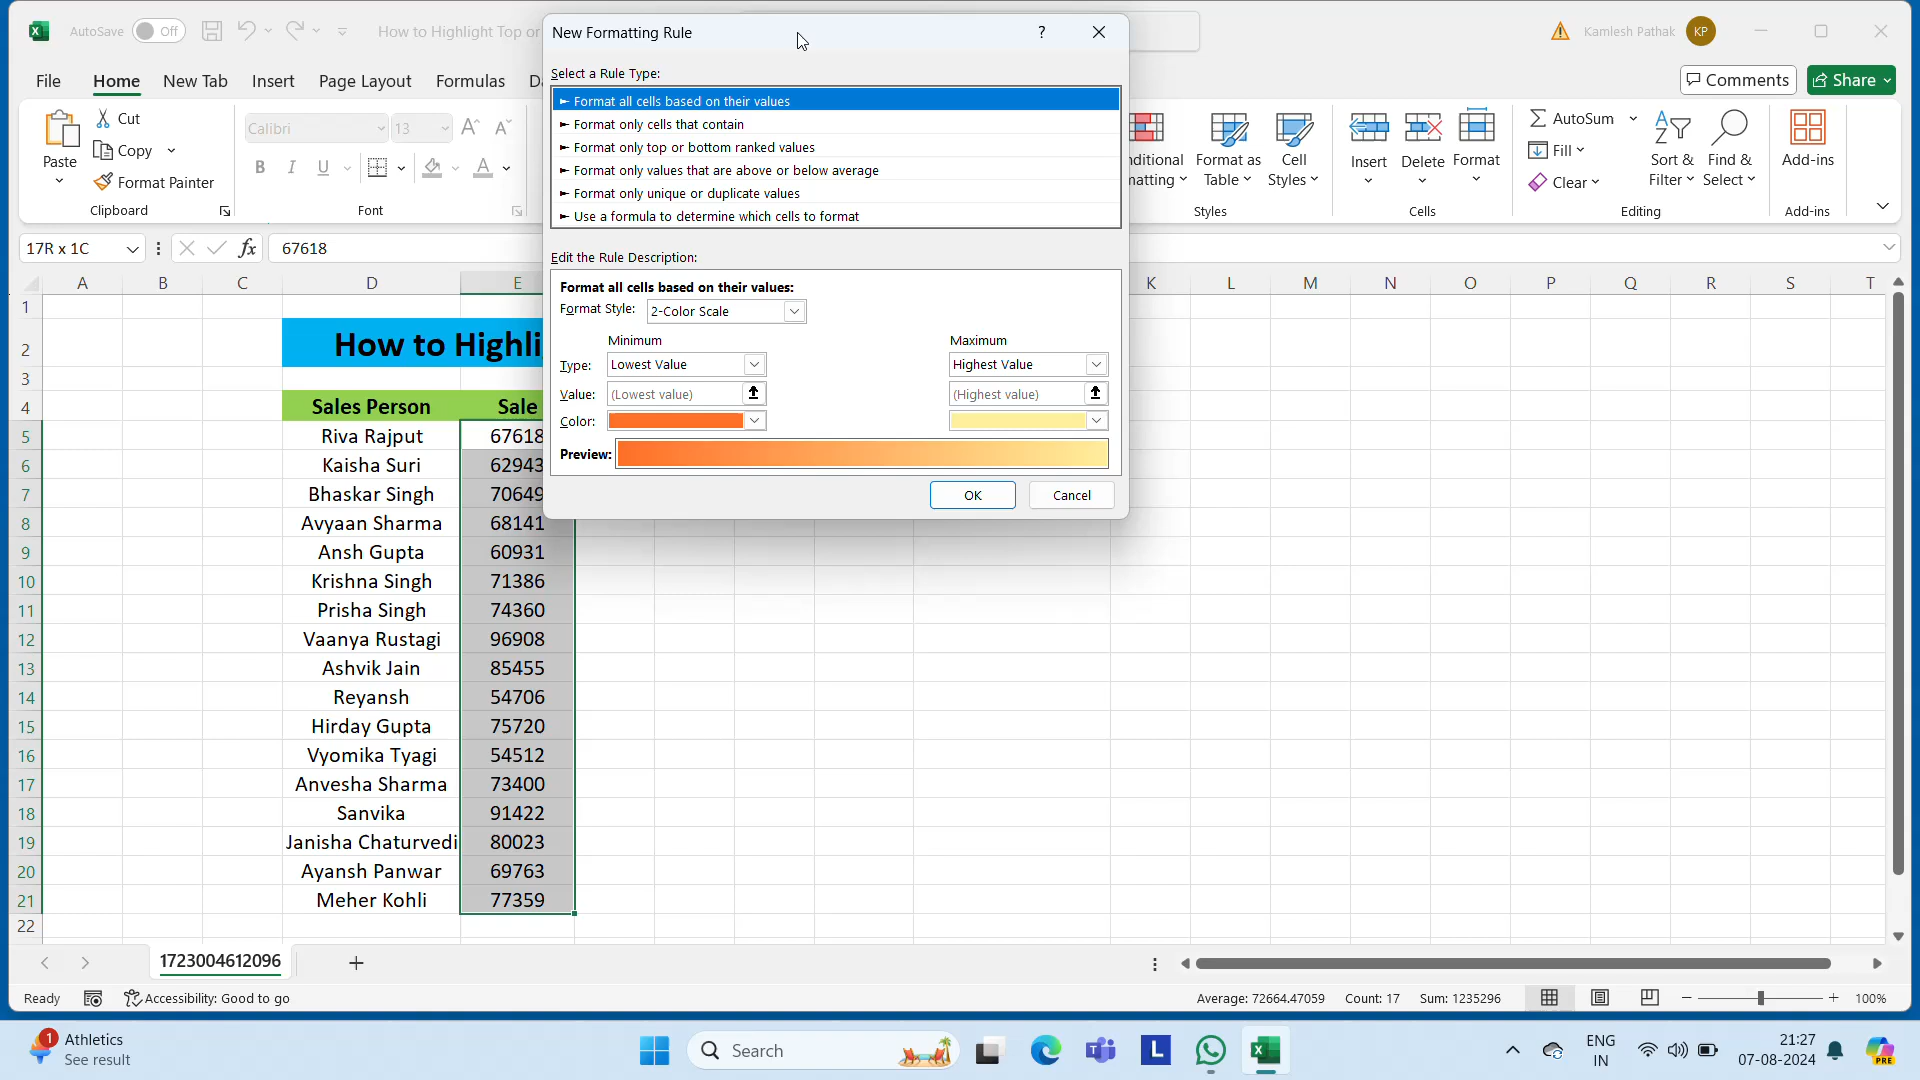 AutoSave Off How to Highlight Top or
Kamlesh Pathak KP
New Formatting Rule ?
File Home New Tab Insert Page Layout Formulas Da
Comments Share
Paste
Cut
Copy
Format Painter
Clipboard
Calibri 13
A A
B I U A
Font
nditional
matting
Format as
Table
Cell
Styles
Styles
Insert
Delete
Format
Cells
AutoSum
Fill
Clear
Sort &
Filter
Find &
Select
Editing
Add-ins
Add-ins
17R x 1C fx 67618
Select a Rule Type:
► Format all cells based on their values
► Format only cells that contain
► Format only top or bottom ranked values
► Format only values that are above or below average
► Format only unique or duplicate values
► Use a formula to determine which cells to format
Edit the Rule Description:
Format all cells based on their values:
Format Style: 2-Color Scale
Minimum Maximum
Type: Lowest Value Highest Value
Value: (Lowest value) (Highest value)
Color:
Preview:
OK Cancel
A B C D E K L M N O P Q R S T
1
2 How to Highli
3
4 Sales Person Sale
5 Riva Rajput 67618
6 Kaisha Suri 62943
7 Bhaskar Singh 70649
8 Avyaan Sharma 68141
9 Ansh Gupta 60931
10 Krishna Singh 71386
11 Prisha Singh 74360
12 Vaanya Rustagi 96908
13 Ashvik Jain 85455
14 Reyansh 54706
15 Hirday Gupta 75720
16 Vyomika Tyagi 54512
17 Anvesha Sharma 73400
18 Sanvika 91422
19 Janisha Chaturvedi 80023
20 Ayansh Panwar 69763
21 Meher Kohli 77359
22
1723004612096
Ready Accessibility: Good to go Average: 72664.47059 Count: 17 Sum: 1235296 100%
1 Athletics
See result
Search
L
ENG
IN
21:27
07-08-2024
PRE